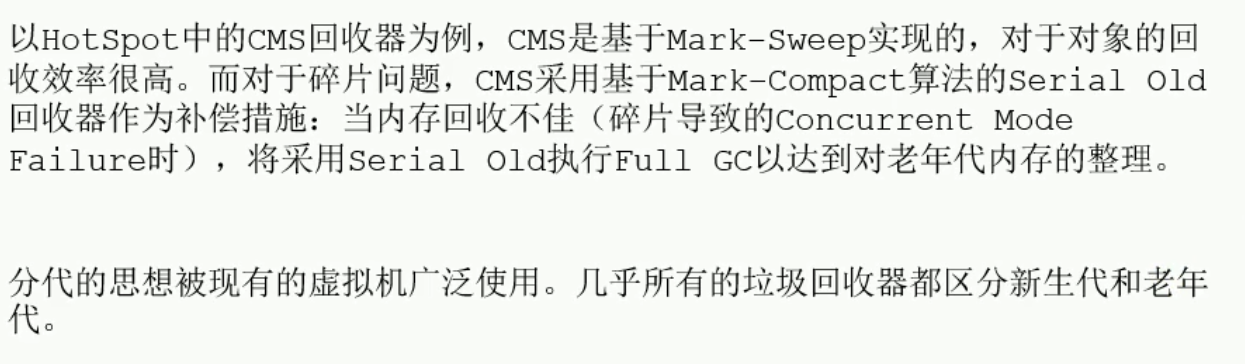 以HotSpot中的CMS回收器为例，CMS是基于Mark-Sweep实现的，对于对象的回
收效率很高。而对于碎片问题，CMS采用基于Mark-Compact算法的Serial Old
回收器作为补偿措施：当内存回收不佳（碎片导致的Concurrent Mode
Failure时），将采用Serial Old执行Full GC以达到对老年代内存的整理。
分代的思想被现有的虚拟机广泛使用。几乎所有的垃圾回收器都区分新生代和老年
代。